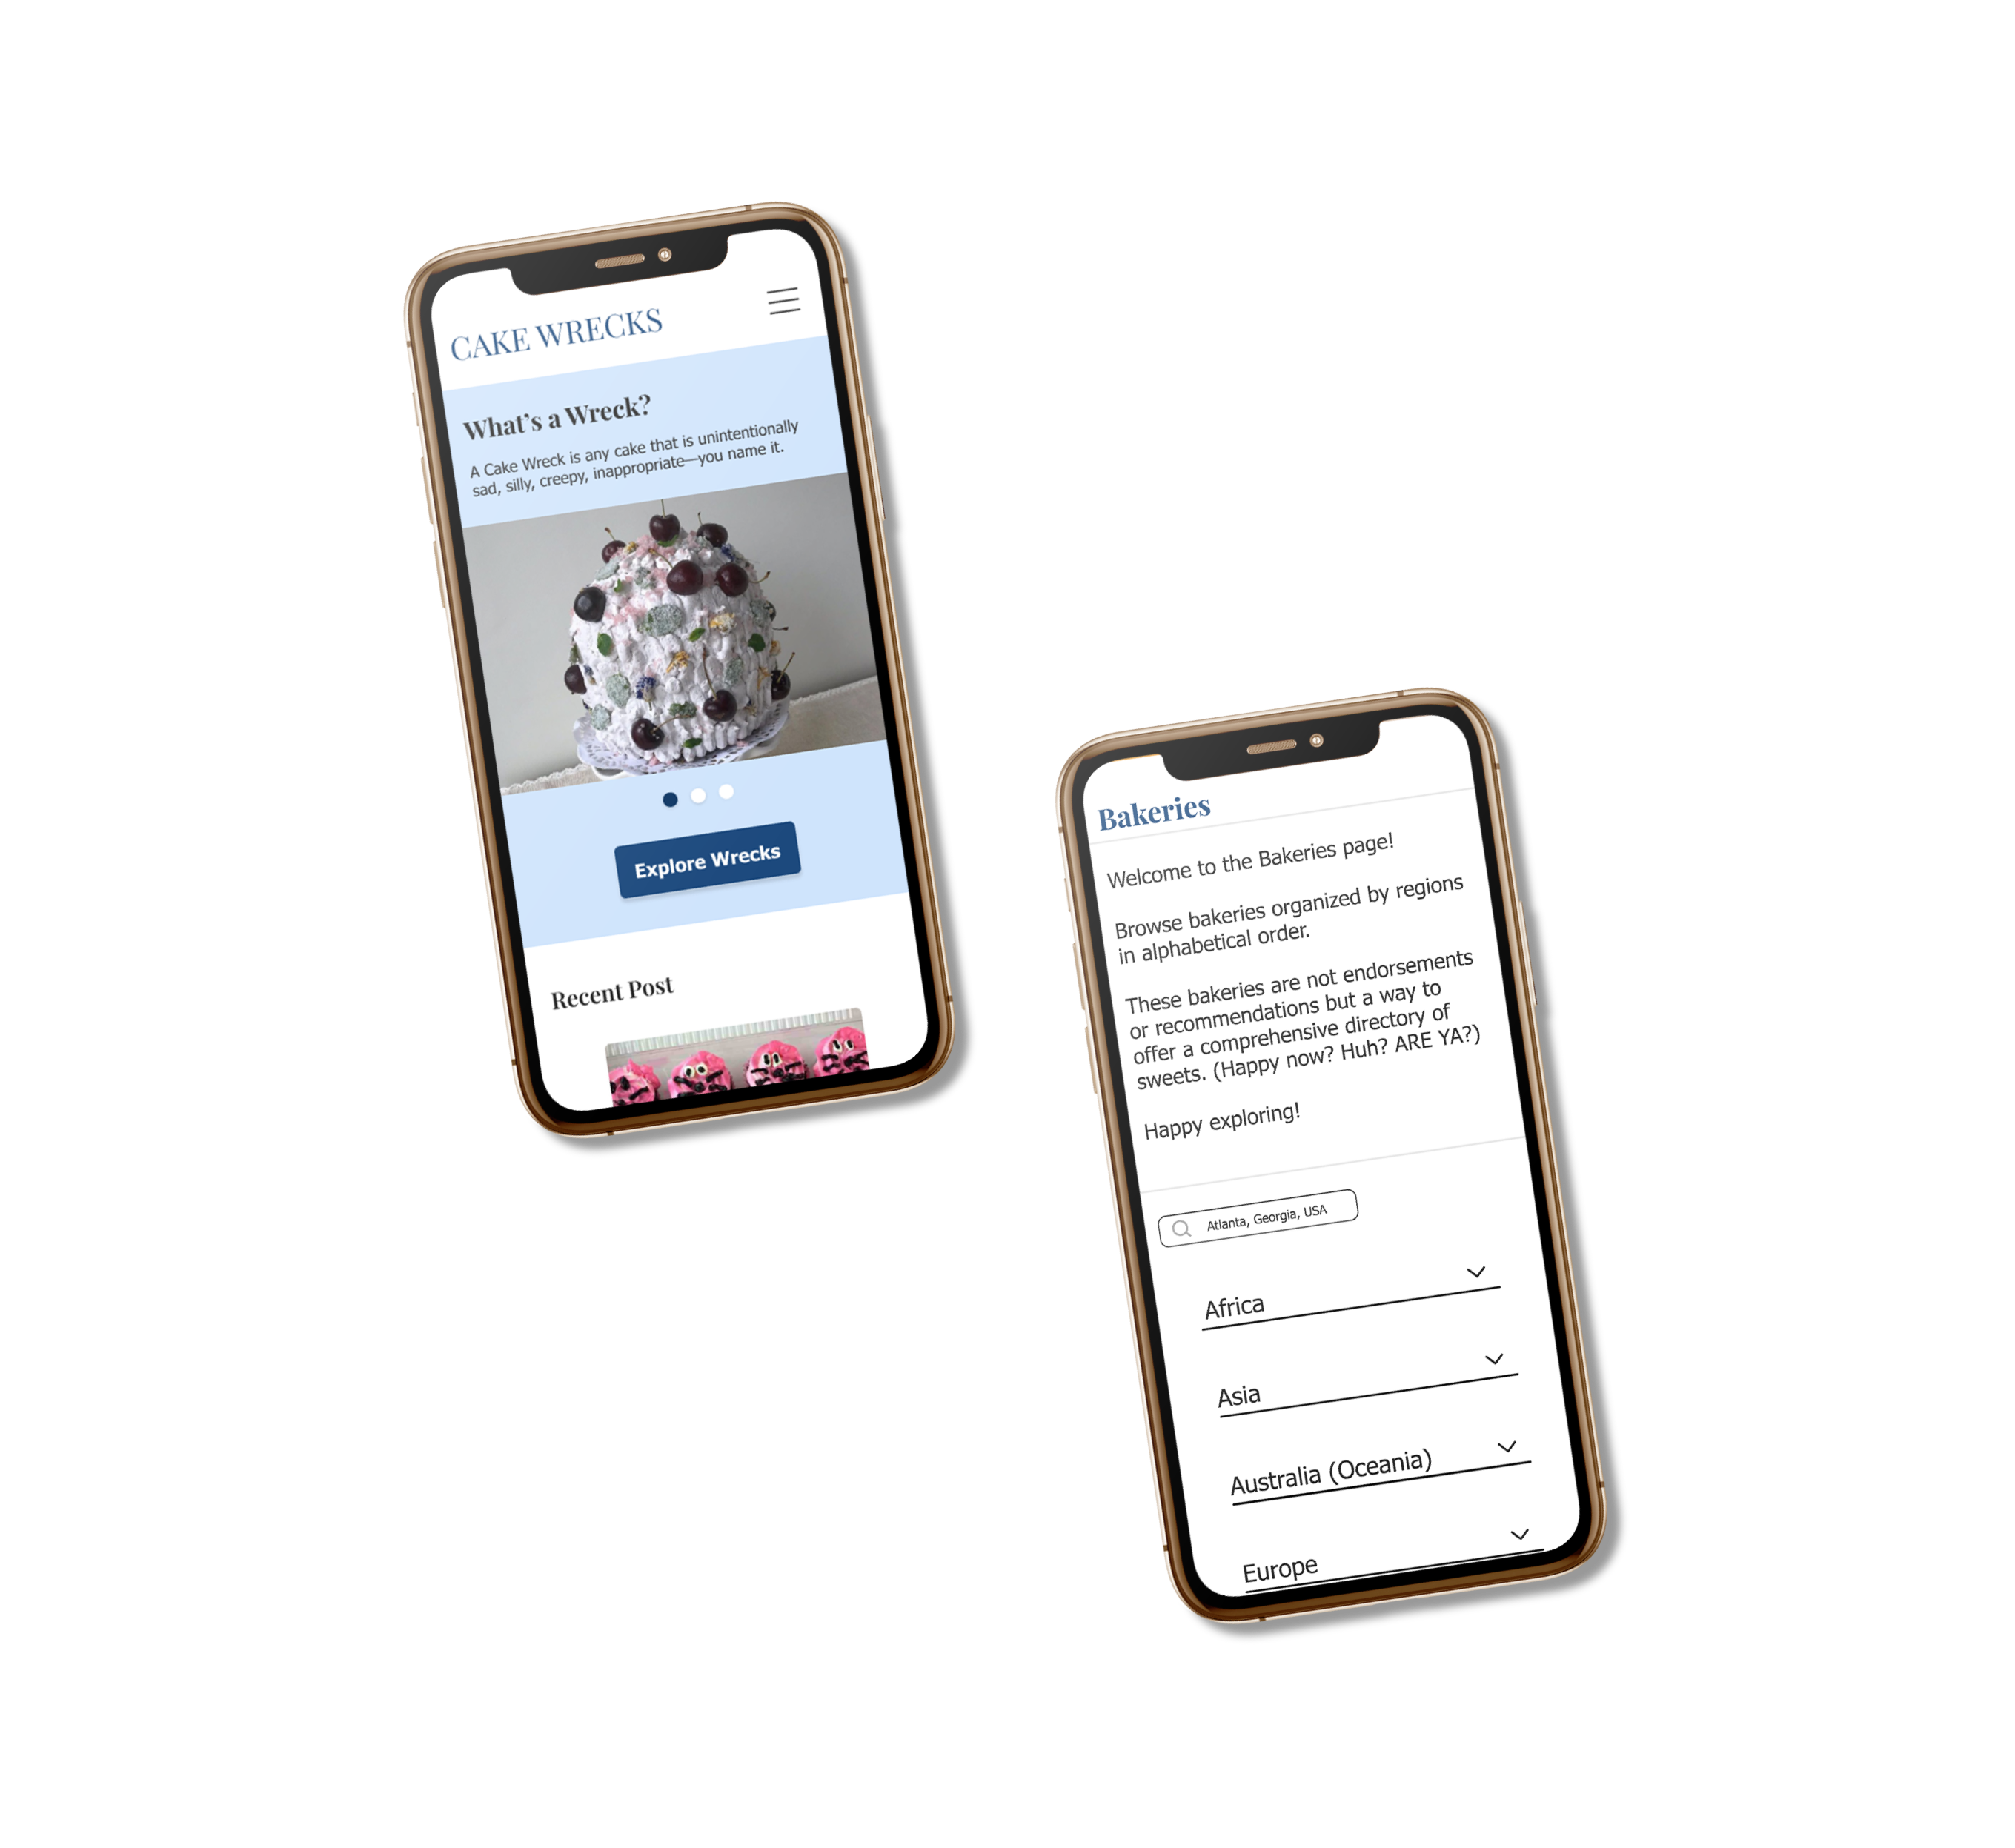 CAKE WRECKS
What's a Wreck?
A Cake Wreck is any cake that is unintentionally
sad, silly, creepy, inappropriate—you name it.
Explore Wrecks
Recent Post
Bakeries
Welcome to the Bakeries page!
Browse bakeries organized by regions
in alphabetical order.
These bakeries are not endorsements
or recommendations but a way to
offer a comprehensive directory of
sweets. (Happy now? Huh? ARE YA?)
Happy exploring!
Atlanta, Georgia, USA
Africa
Asia
Australia (Oceania)
Europe